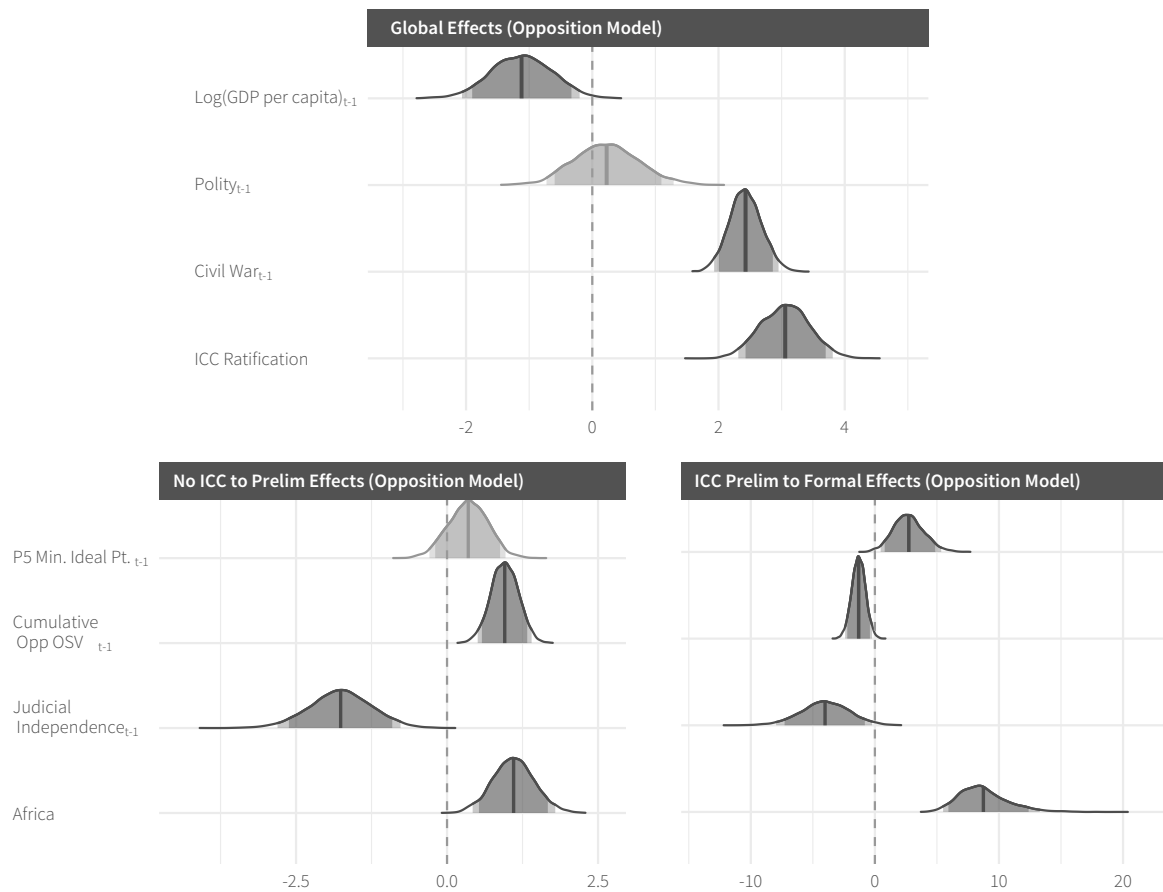 Global Effects (Opposition Model)
Log(GDP per capita)t-1
Polityt-1
Civil Wart-1
ICC Ratification
-2 0 2 4
No ICC to Prelim Effects (Opposition Model)
ICC Prelim to Formal Effects (Opposition Model)
P5 Min. Ideal Pt. t-1
Cumulative
Opp OSV t-1
Judicial
Independencet-1
Africa
-2.5 0.0 2.5
-10 0 10 20